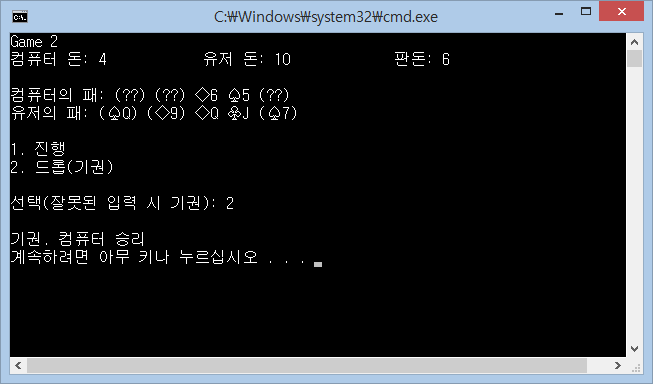 C:₩Windows₩system32₩cmd.exe
Game 2
컴퓨터 돈: 4 유저 돈: 10 판돈: 6
컴퓨터의 패: (??) (??) ◇6 ♤5 (??)
유저의 패: (♤Q) (◇9) ◇Q ♧J (♤7)
1. 진행
2. 드롭(기권)
선택(잘못된 입력 시 기권): 2
기권. 컴퓨터 승리
계속하려면 아무 키나 누르십시오 . . .